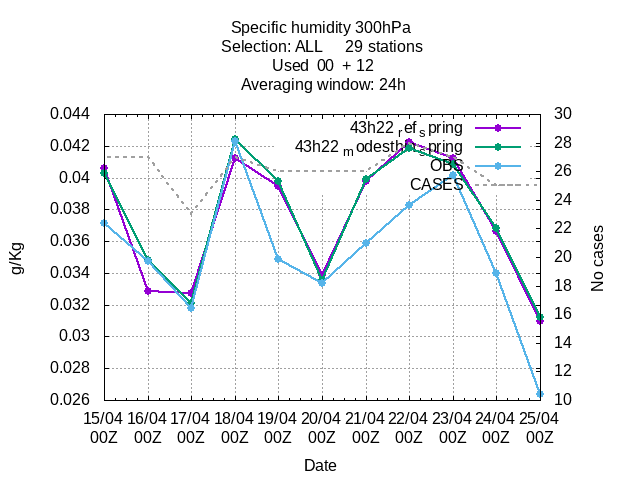 Specific humidity 300hPa
Selection: ALL 29 stations
Used 00 + 12
Averaging window: 24h
0.044
0.042
0.04
0.038
0.036
0.034
0.032
0.03
0.028
0.026
g/Kg
43h22 refspring
OBS
CASES
30
28
26
24
22
20
18
16
14
12
10
No cases
15/04 16/04 17/04 18/04 19/04 20/04 21/04 22/04 23/04 24/04 25/04
00Z 00Z 00Z 00Z 00Z 00Z 00Z 00Z 00Z 00Z 00Z
Date